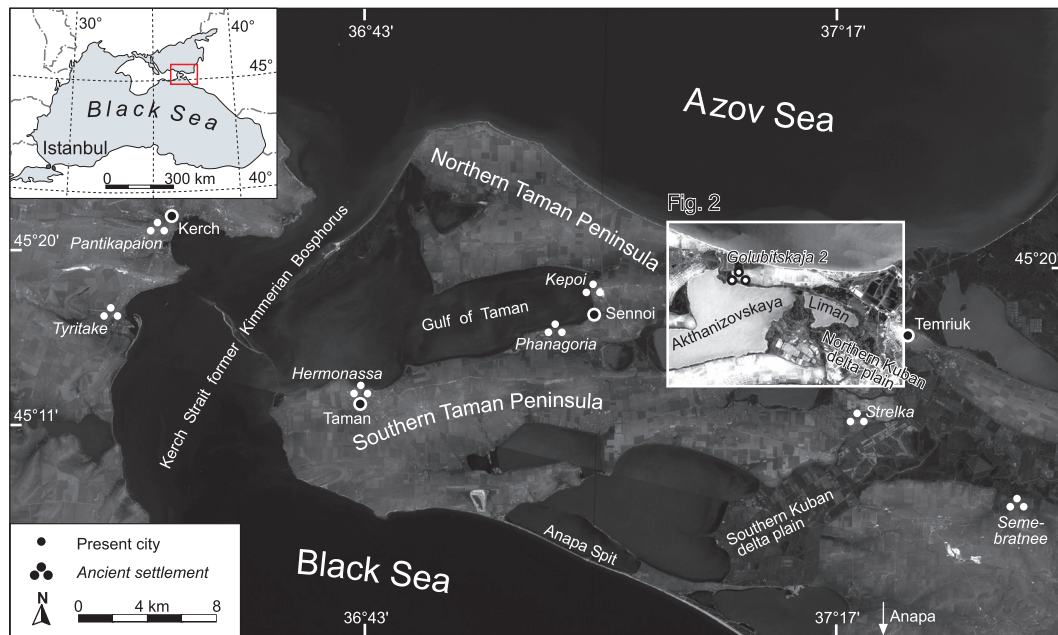 30°
40°
45°
Black Sea
Istanbul
0 300 km
40°
36°43'
37°17'
Azov Sea
Northern Taman Peninsula
Fig. 2
Kerch
Pantikapaion
45°20'
45°20'
Golubitskaja 2
Kepoi
Sennoi
Gulf of Taman
Phanagoria
Akthanizovskaya
Liman
Temriuk
Northern Kuban
delta plain
Tyritake
Kerch Strait former Kimmerian Bosphorus
Hermonassa
Taman
Southern Taman Peninsula
Strelka
45°11'
Southern Kuban
delta plain
Seme-
bratnee
Anapa Spit
Black Sea
Present city
Ancient settlement
N
0 4 km 8
36°43'
37°17'
Anapa